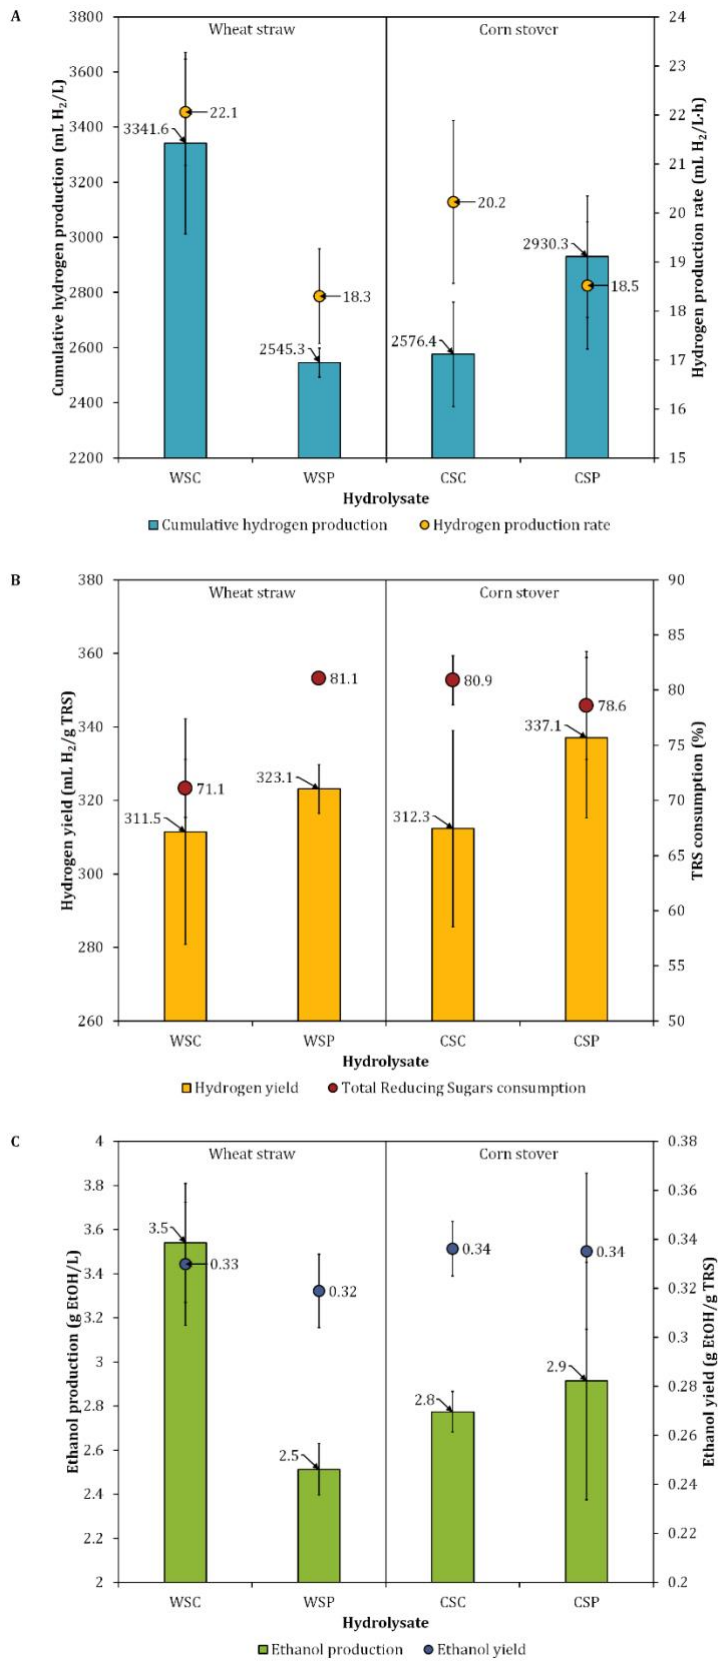 A
Wheat straw
Corn stover
Cumulative hydrogen production (mL H₂/L)
3800
3600
3400
3200
3000
2800
2600
2400
2200
3341.6
22.1
2545.3
18.3
2576.4
20.2
2930.3
18.5
24
23
22
21
20
19
18
17
16
15
Hydrogen production rate (mL H₂/L·h)
WSC
WSP
CSC
CSP
Hydrolysate
Cumulative hydrogen production
Hydrogen production rate
B
Wheat straw
Corn stover
Hydrogen yield (mL H₂/g TRS)
380
360
340
320
300
280
260
311.5
71.1
323.1
81.1
312.3
80.9
337.1
78.6
90
85
80
75
70
65
60
55
50
TRS consumption (%)
WSC
WSP
CSC
CSP
Hydrolysate
Hydrogen yield
Total Reducing Sugars consumption
C
Wheat straw
Corn stover
Ethanol production (g EtOH/L)
4
3.8
3.6
3.4
3.2
3
2.8
2.6
2.4
2.2
2
3.5
0.33
2.5
0.32
2.8
0.34
2.9
0.34
0.38
0.36
0.34
0.32
0.3
0.28
0.26
0.24
0.22
0.2
Ethanol yield (g EtOH/g TRS)
WSC
WSP
CSC
CSP
Hydrolysate
Ethanol production
Ethanol yield